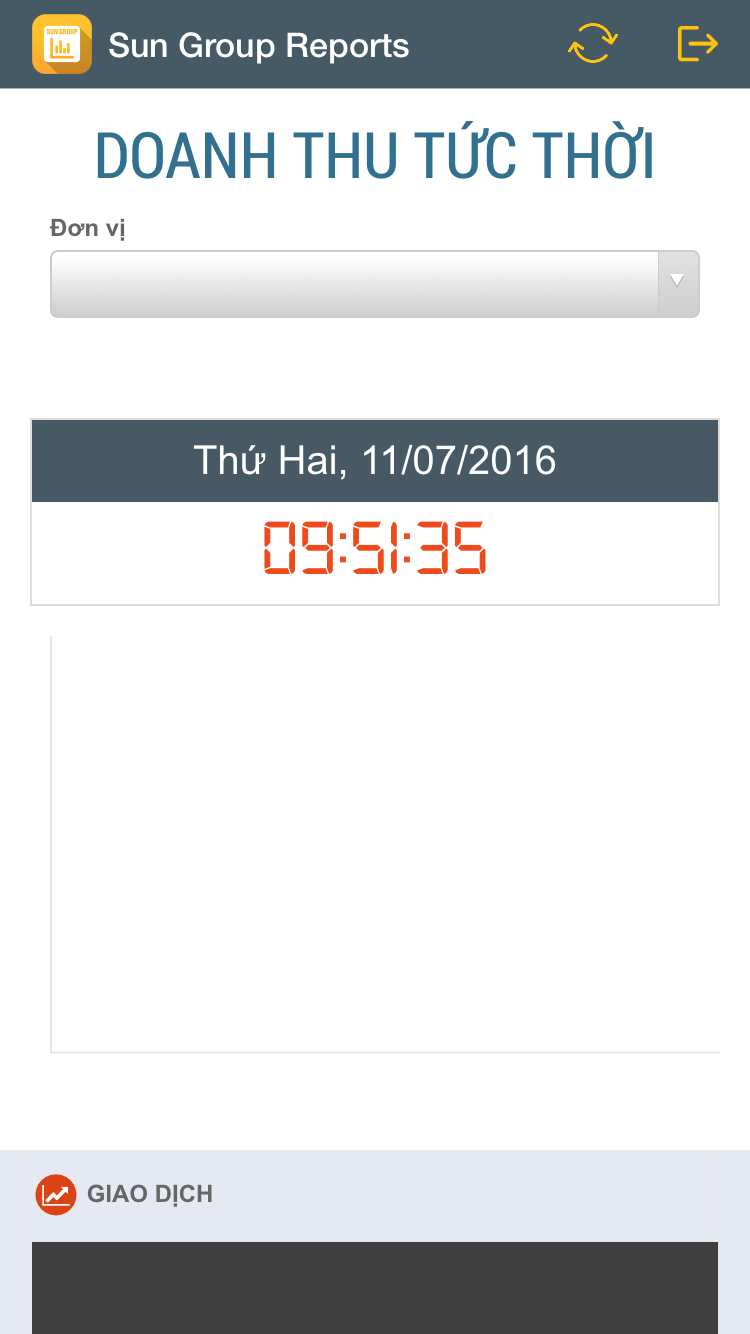 SUN GROUP
Sun Group Reports
DOANH THU TỨC THỜI
Đơn vị
Thứ Hai, 11/07/2016
09:51:35
GIAO DỊCH